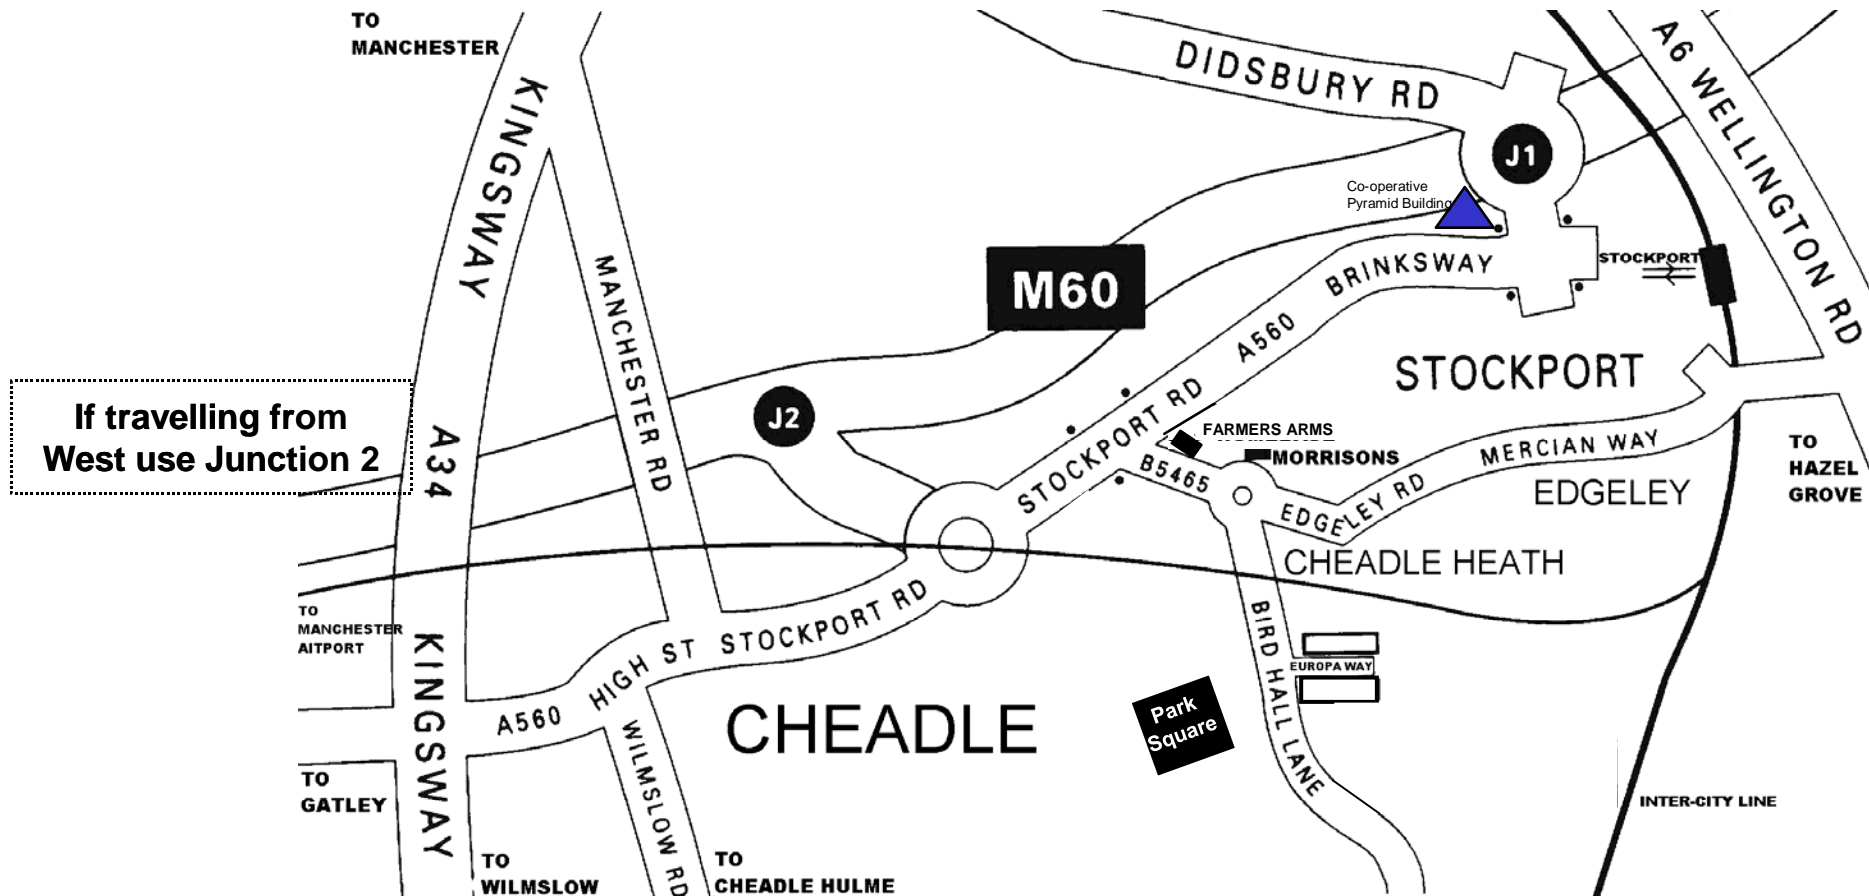 TO
MANCHESTER
KINGSWAY
DIDSBURY RD
A6 WELLINGTON RD
J1
Co-operative
Pyramid Building
MANCHESTER RD
M60
BRINKSWAY
STOCKPORT
A560
STOCKPORT
If travelling from
West use Junction 2
J2
A34
STOCKPORT RD
FARMERS ARMS
MORRISONS
B5465
MERCIAN WAY
TO
HAZEL
GROVE
EDGELEY RD
EDGELEY
CHEADLE HEATH
TO
MANCHESTER
AITPORT
KINGSWAY
HIGH ST
STOCKPORT RD
BIRD HALL LANE
EUROPA WAY
A560
CHEADLE
Park
Square
WILMSLOW RD
TO
GATLEY
INTER-CITY LINE
TO
WILMSLOW
TO
CHEADLE HULME